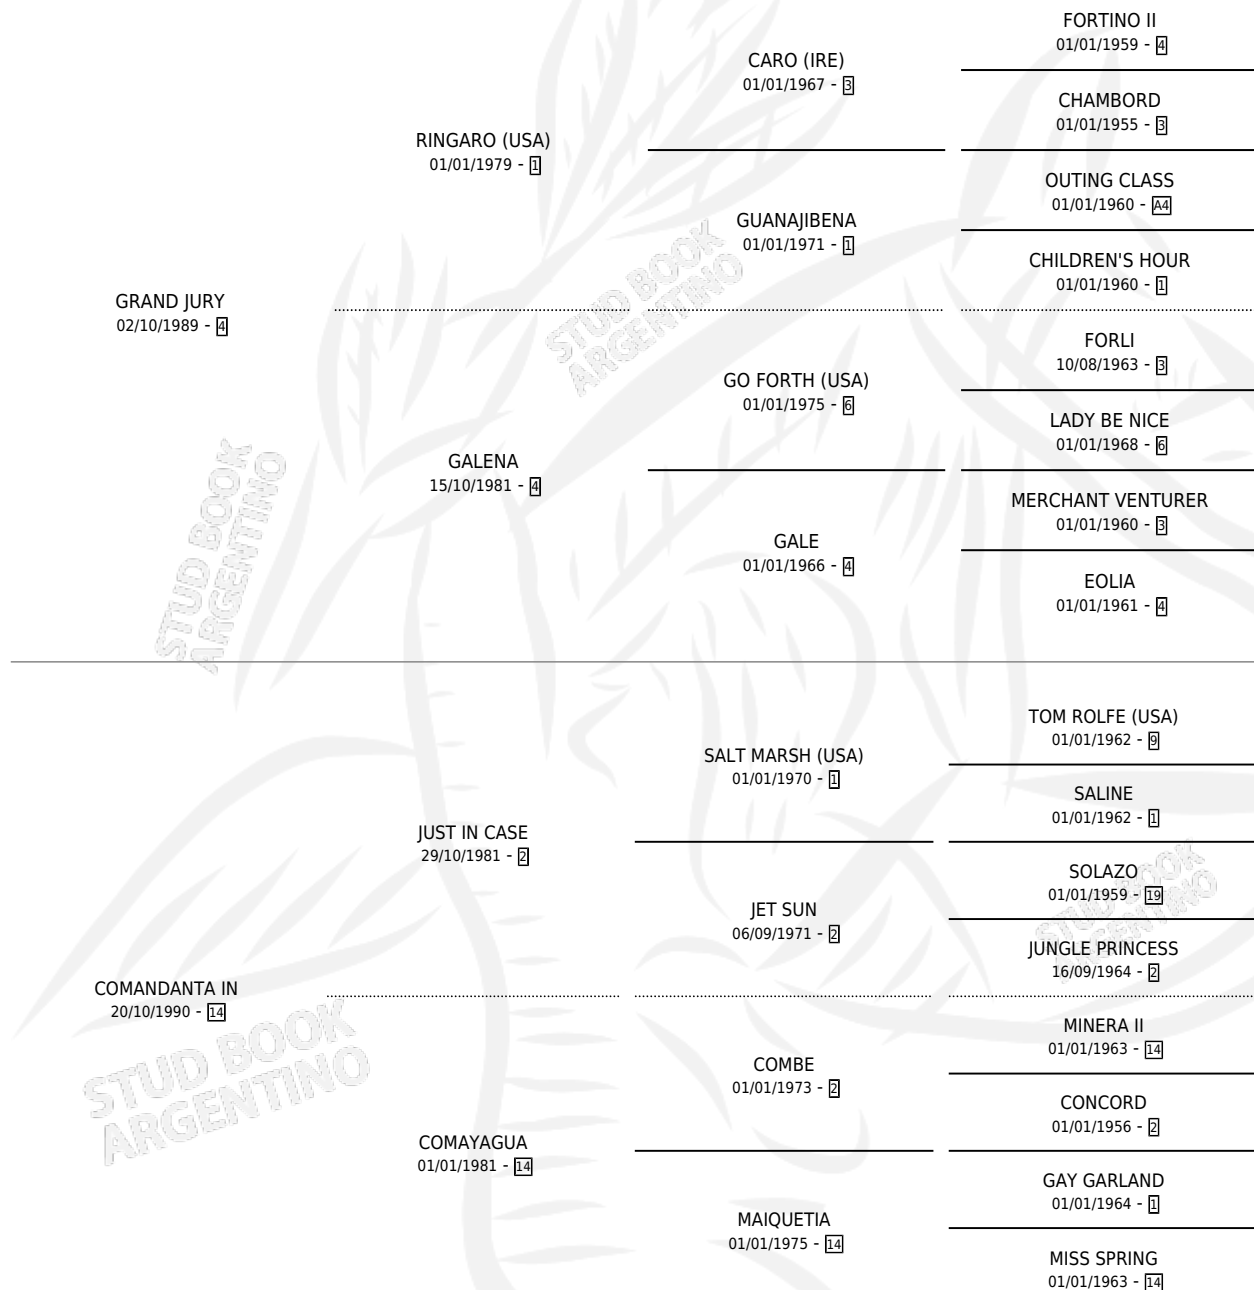 FORTINO II
01/01/1959 - 4
CARO (IRE)
01/01/1967 - 3
CHAMBORD
01/01/1955 - 3
RINGARO (USA)
01/01/1979 - 1
OUTING CLASS
01/01/1960 - A4
GUANAJIBENA
01/01/1971 - 1
CHILDREN'S HOUR
01/01/1960 - 1
GRAND JURY
02/10/1989 - 4
FORLI
10/08/1963 - 3
GO FORTH (USA)
01/01/1975 - 6
LADY BE NICE
01/01/1968 - 6
GALENA
15/10/1981 - 4
MERCHANT VENTURER
01/01/1960 - 3
GALE
01/01/1966 - 4
EOLIA
01/01/1961 - 4
TOM ROLFE (USA)
01/01/1962 - 9
SALT MARSH (USA)
01/01/1970 - 1
SALINE
01/01/1962 - 1
JUST IN CASE
29/10/1981 - 2
SOLAZO
01/01/1959 - 19
JET SUN
06/09/1971 - 2
JUNGLE PRINCESS
16/09/1964 - 2
COMANDANTA IN
20/10/1990 - 14
MINERA II
01/01/1963 - 14
COMBE
01/01/1973 - 2
CONCORD
01/01/1956 - 2
COMAYAGUA
01/01/1981 - 14
GAY GARLAND
01/01/1964 - 1
MAIQUETIA
01/01/1975 - 14
MISS SPRING
01/01/1963 - 14
STUD BOOK
ARGENTINO
STUD BOOK
ARGENTINO
STUD BOOK
ARGENTINO
STUD BOOK
ARGENTINO